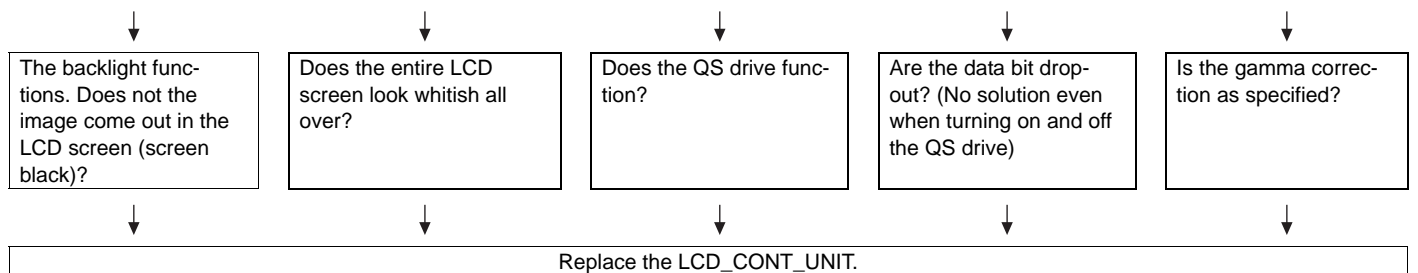 The backlight func-
tions. Does not the
image come out in the
LCD screen (screen
black)?
Does the entire LCD
screen look whitish all
over?
Does the QS drive func-
tion?
Are the data bit drop-
out? (No solution even
when turning on and off
the QS drive)
Is the gamma correc-
tion as specified?
Replace the LCD_CONT_UNIT.